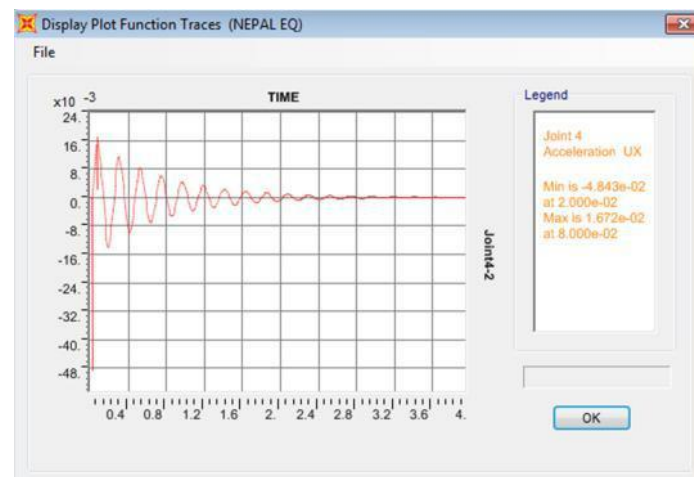 Display Plot Function Traces (NEPAL EQ)
File
x10 -3
TIME
Legend
24.
16.
8.
0.
-8.
-16.
-24.
-32.
-40.
-48.
Joint 4
Acceleration UX
Min is -4.843e-02
at 2.000e-02
Max is 1.672e-02
at 8.000e-02
Joint4-2
0.4 0.8 1.2 1.6 2. 2.4 2.8 3.2 3.6 4.
OK